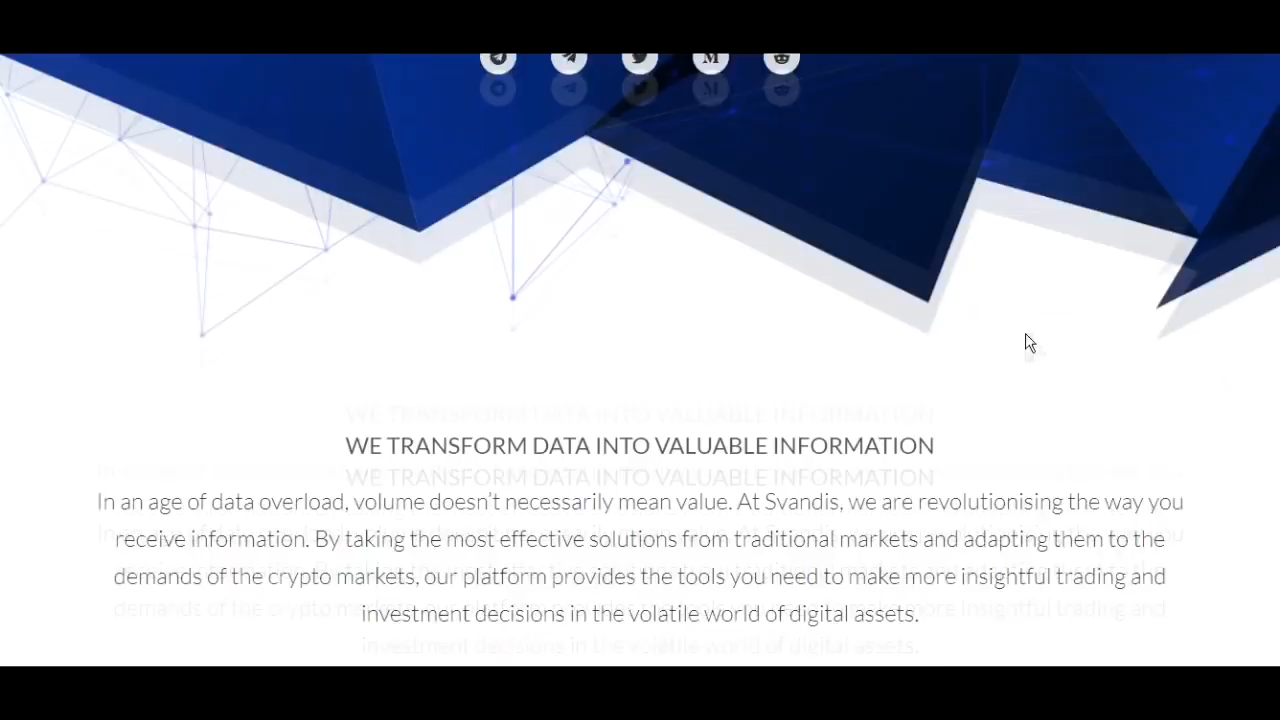 WE TRANSFORM DATA INTO VALUABLE INFORMATION
In an age of data overload, volume doesn’t necessarily mean value. At Svandis, we are revolutionising the way you
receive information. By taking the most effective solutions from traditional markets and adapting them to the
demands of the crypto markets, our platform provides the tools you need to make more insightful trading and
investment decisions in the volatile world of digital assets.